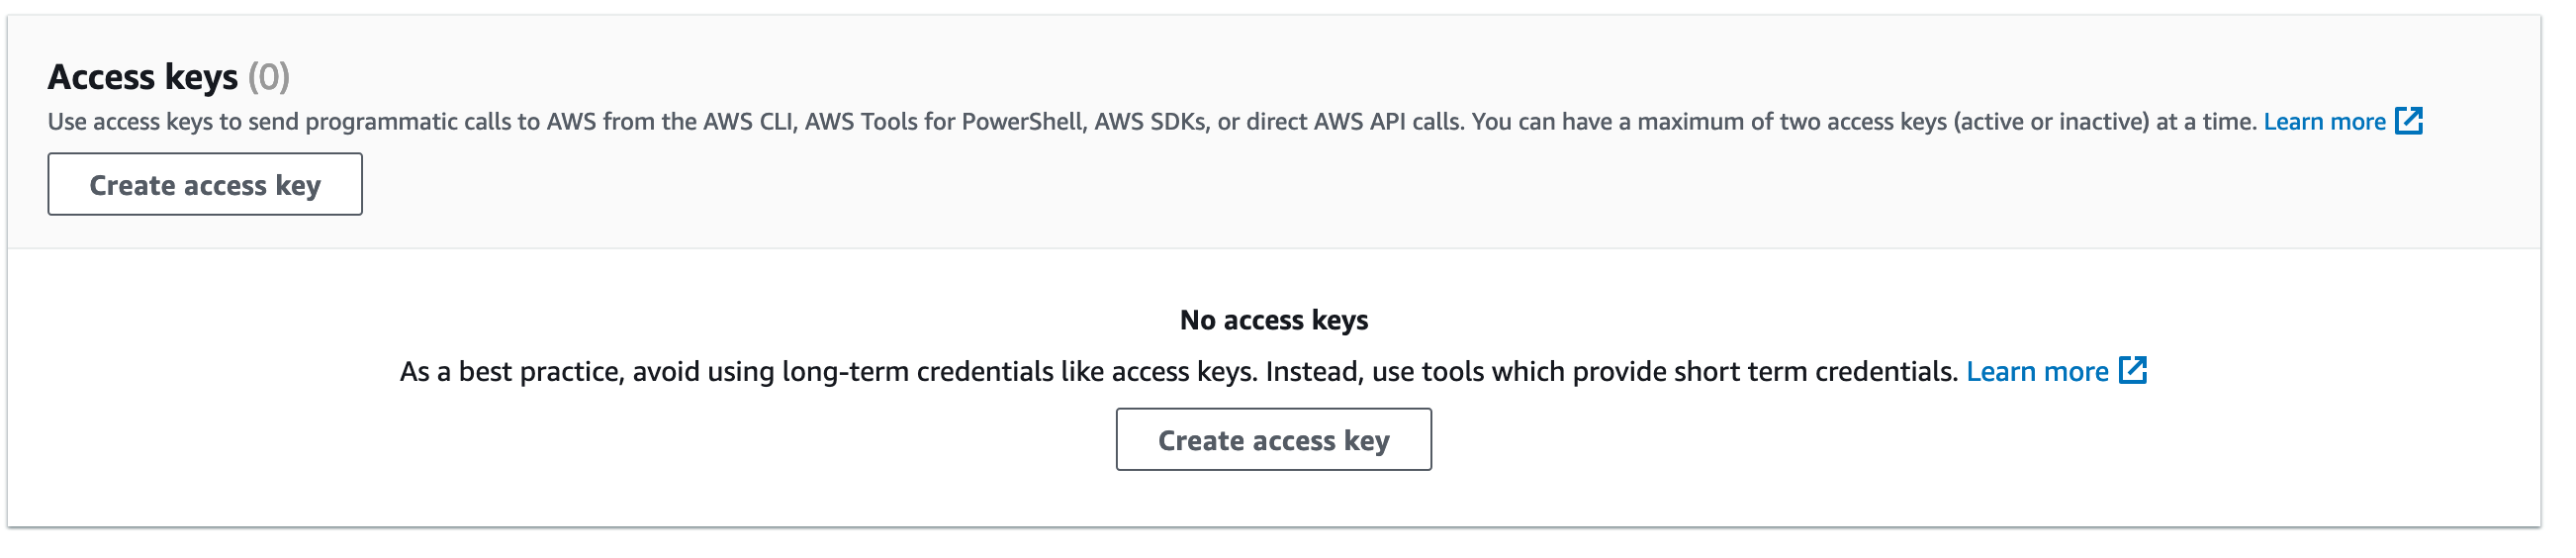 Access keys (0)
Use access keys to send programmatic calls to AWS from the AWS CLI, AWS Tools for PowerShell, AWS SDKs, or direct AWS API calls. You can have a maximum of two access keys (active or inactive) at a time. Learn more
Create access key
No access keys
As a best practice, avoid using long-term credentials like access keys. Instead, use tools which provide short term credentials. Learn more
Create access key